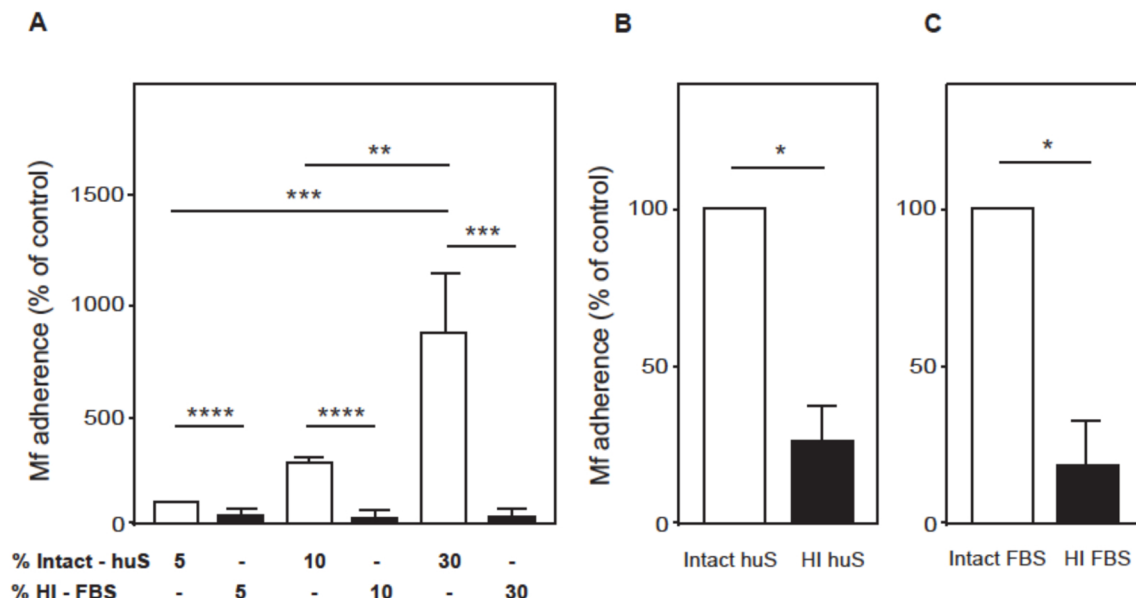 A
B
C
Mf adherence (% of control)
1500
1000
500
0
**
***
***
****
****
% Intact - huS 5 - 10 - 30 -
% HI - FBS - 5 - 10 - 30
Mf adherence (% of control)
100
50
0
*
Intact huS HI huS
100
50
0
*
Intact FBS HI FBS